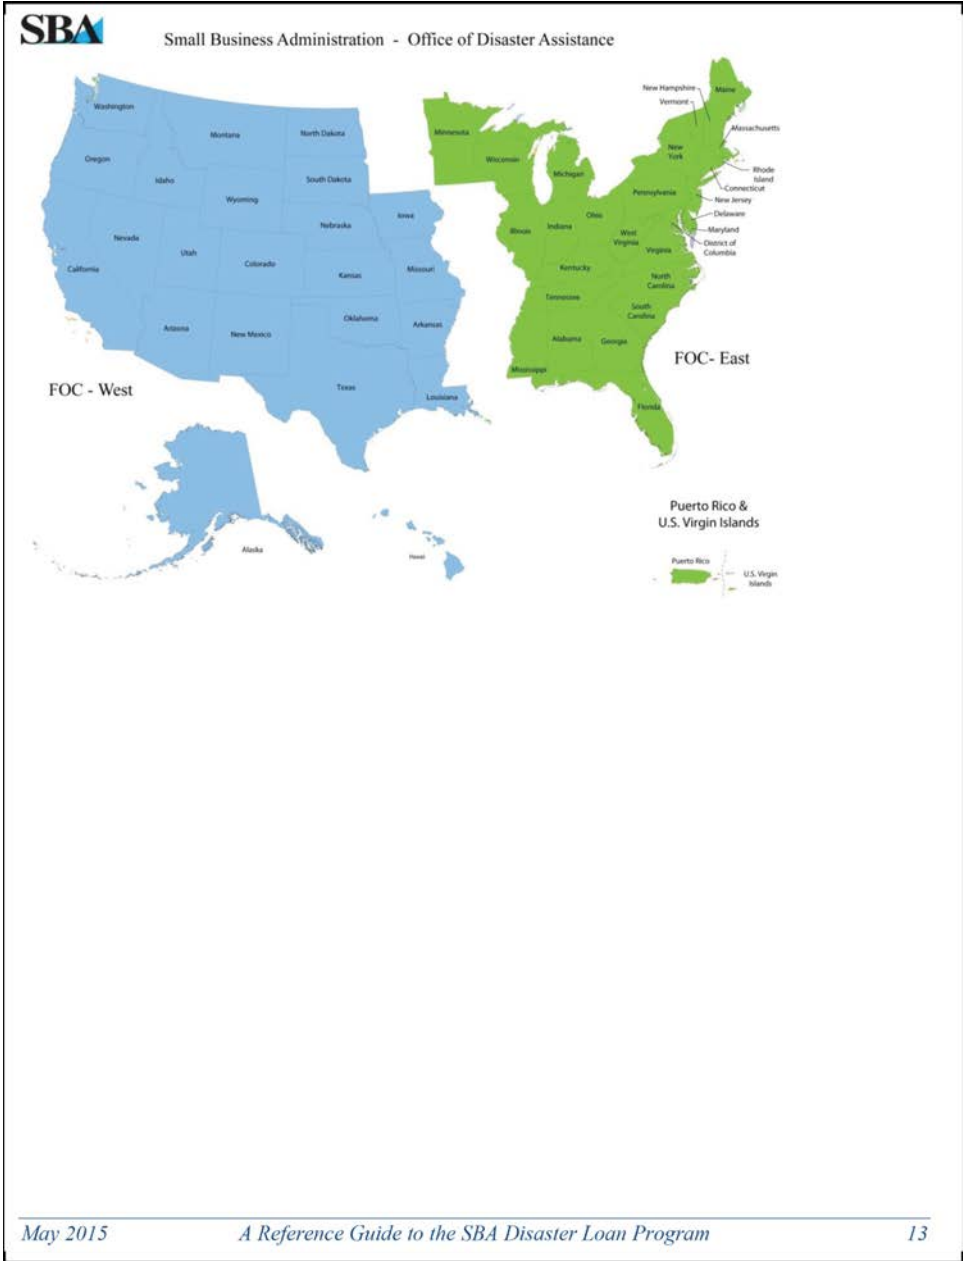 SBA
Small Business Administration - Office of Disaster Assistance
Washington
Oregon
Idaho
Montana
North Dakota
South Dakota
Wyoming
Nebraska
Iowa
Nevada
Utah
Colorado
Kansas
Missouri
California
Arizona
New Mexico
Oklahoma
Arkansas
Texas
Louisiana
FOC - West
Alaska
Hawaii
Minnesota
Wisconsin
Michigan
New Hampshire
Vermont
Maine
Massachusetts
New
York
Rhode
Island
Connecticut
Pennsylvania
New Jersey
Delaware
Maryland
District of
Columbia
Ohio
Illinois
Indiana
West
Virginia
Virginia
Kentucky
North
Carolina
Tennessee
South
Carolina
Alabama
Georgia
Mississippi
Florida
FOC- East
Puerto Rico &
U.S. Virgin Islands
Puerto Rico
U.S. Virgin
Islands
May 2015
A Reference Guide to the SBA Disaster Loan Program
13